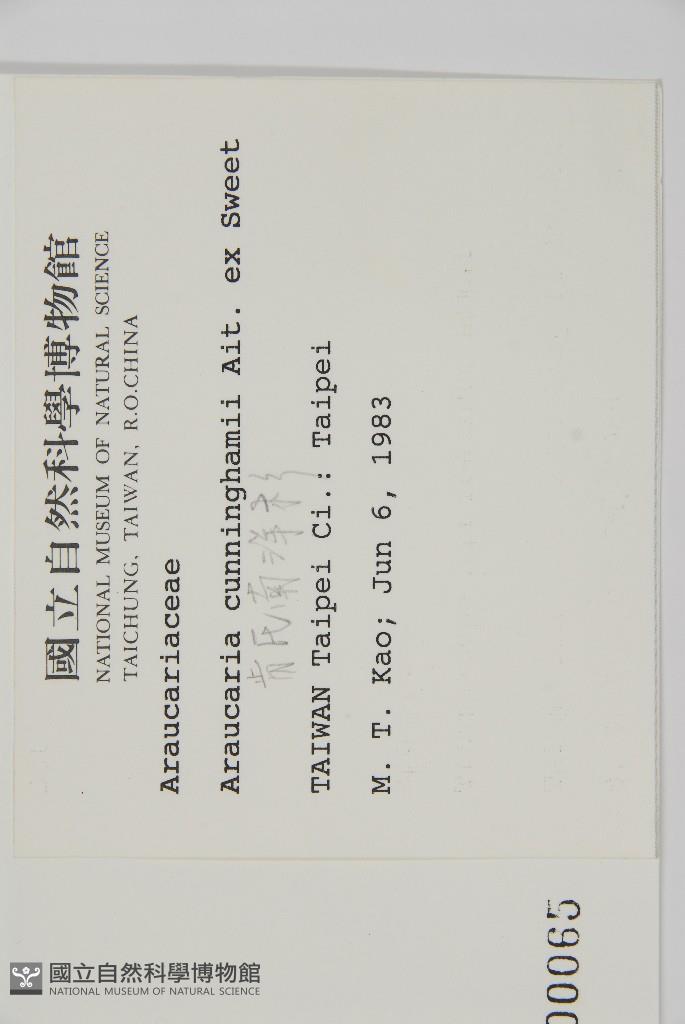 國立自然科學博物館
NATIONAL MUSEUM OF NATURAL SCIENCE
TAICHUNG, TAIWAN, R.O.CHINA
Araucariaceae
Araucaria cunninghamii Ait. ex Sweet
肯氏南洋杉
TAIWAN Taipei Ci.: Taipei
M. T. Kao; Jun 6, 1983
00065
國立自然科學博物館
NATIONAL MUSEUM OF NATURAL SCIENCE